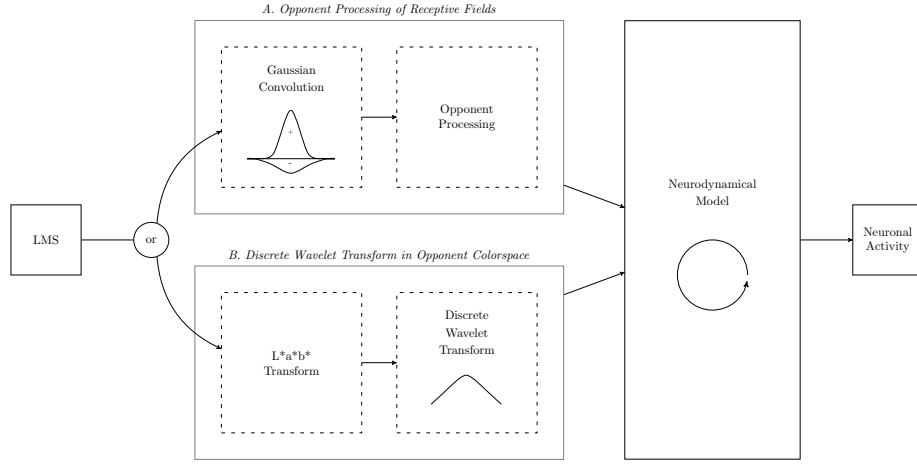 A. Opponent Processing of Receptive Fields
Gaussian
Convolution
+
-
Opponent
Processing
LMS
or
B. Discrete Wavelet Transform in Opponent Colorspace
L*a*b*
Transform
Discrete
Wavelet
Transform
Neurodynamical
Model
Neuronal
Activity